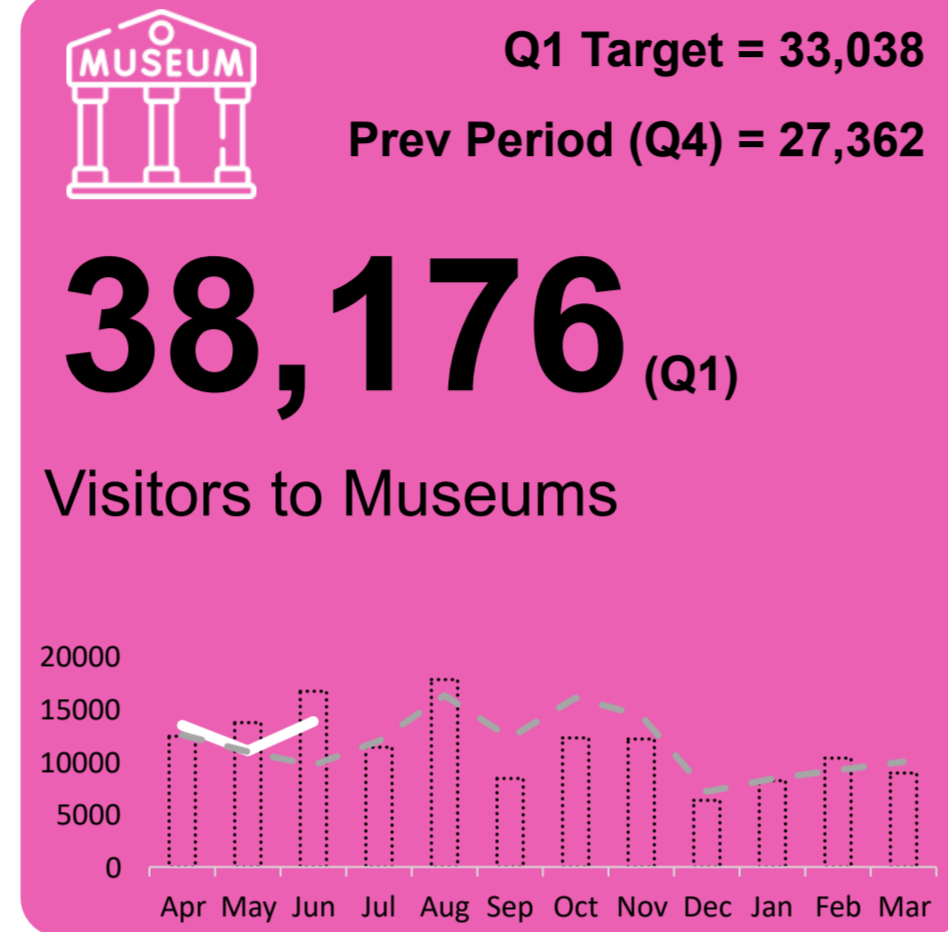 MUSEUM
Q1 Target = 33,038
Prev Period (Q4) = 27,362
38,176 (Q1)
Visitors to Museums
20000
15000
10000
5000
0
Apr May Jun Jul Aug Sep Oct Nov Dec Jan Feb Mar